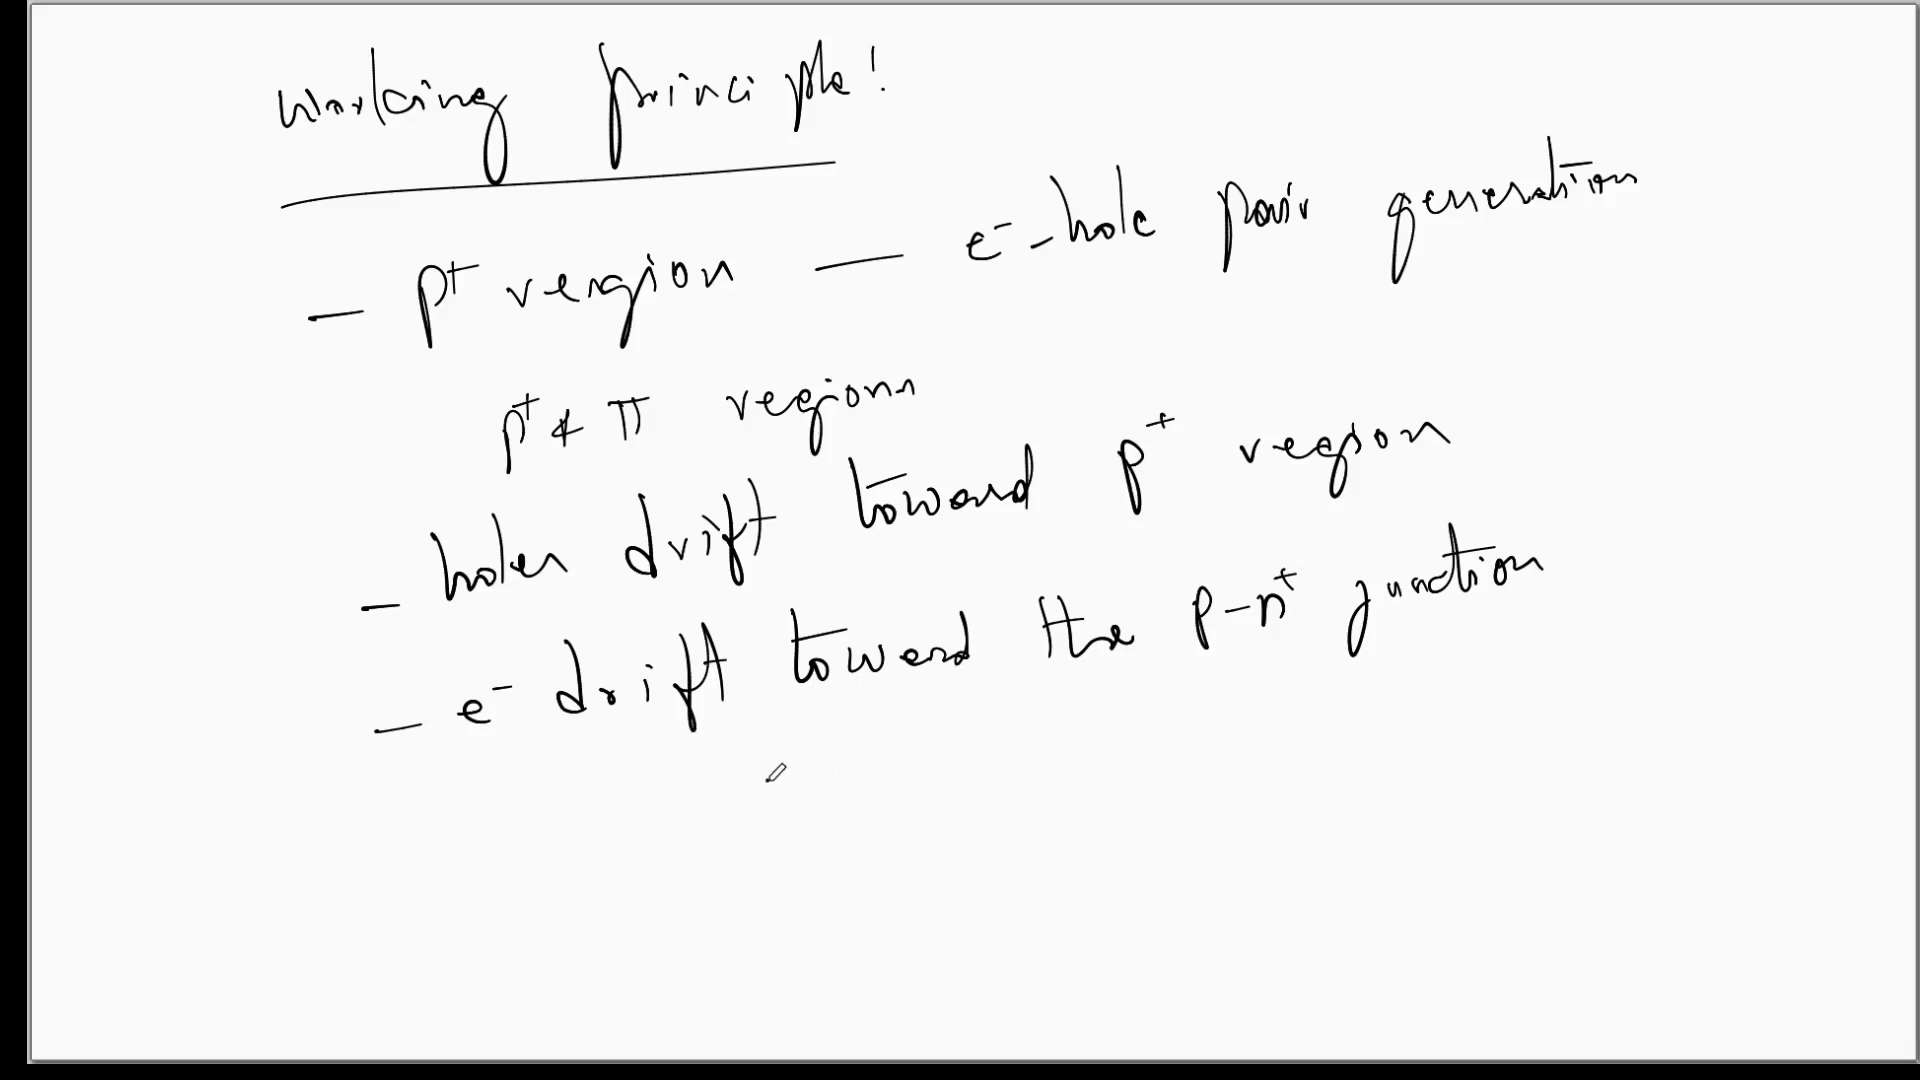 Working principle!
- p⁺ region — e⁻-hole pair generation
p⁺ & π regions
- holes drift toward p⁺ region
- e⁻ drift toward the p-n⁺ junction